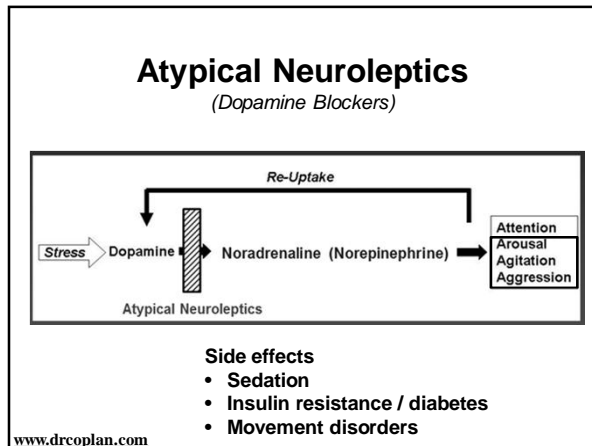 Atypical Neuroleptics
(Dopamine Blockers)
Re-Uptake
Stress
Dopamine
Noradrenaline (Norepinephrine)
Attention
Arousal
Agitation
Aggression
Atypical Neuroleptics
Side effects
• Sedation
• Insulin resistance / diabetes
• Movement disorders
www.drcoplan.com